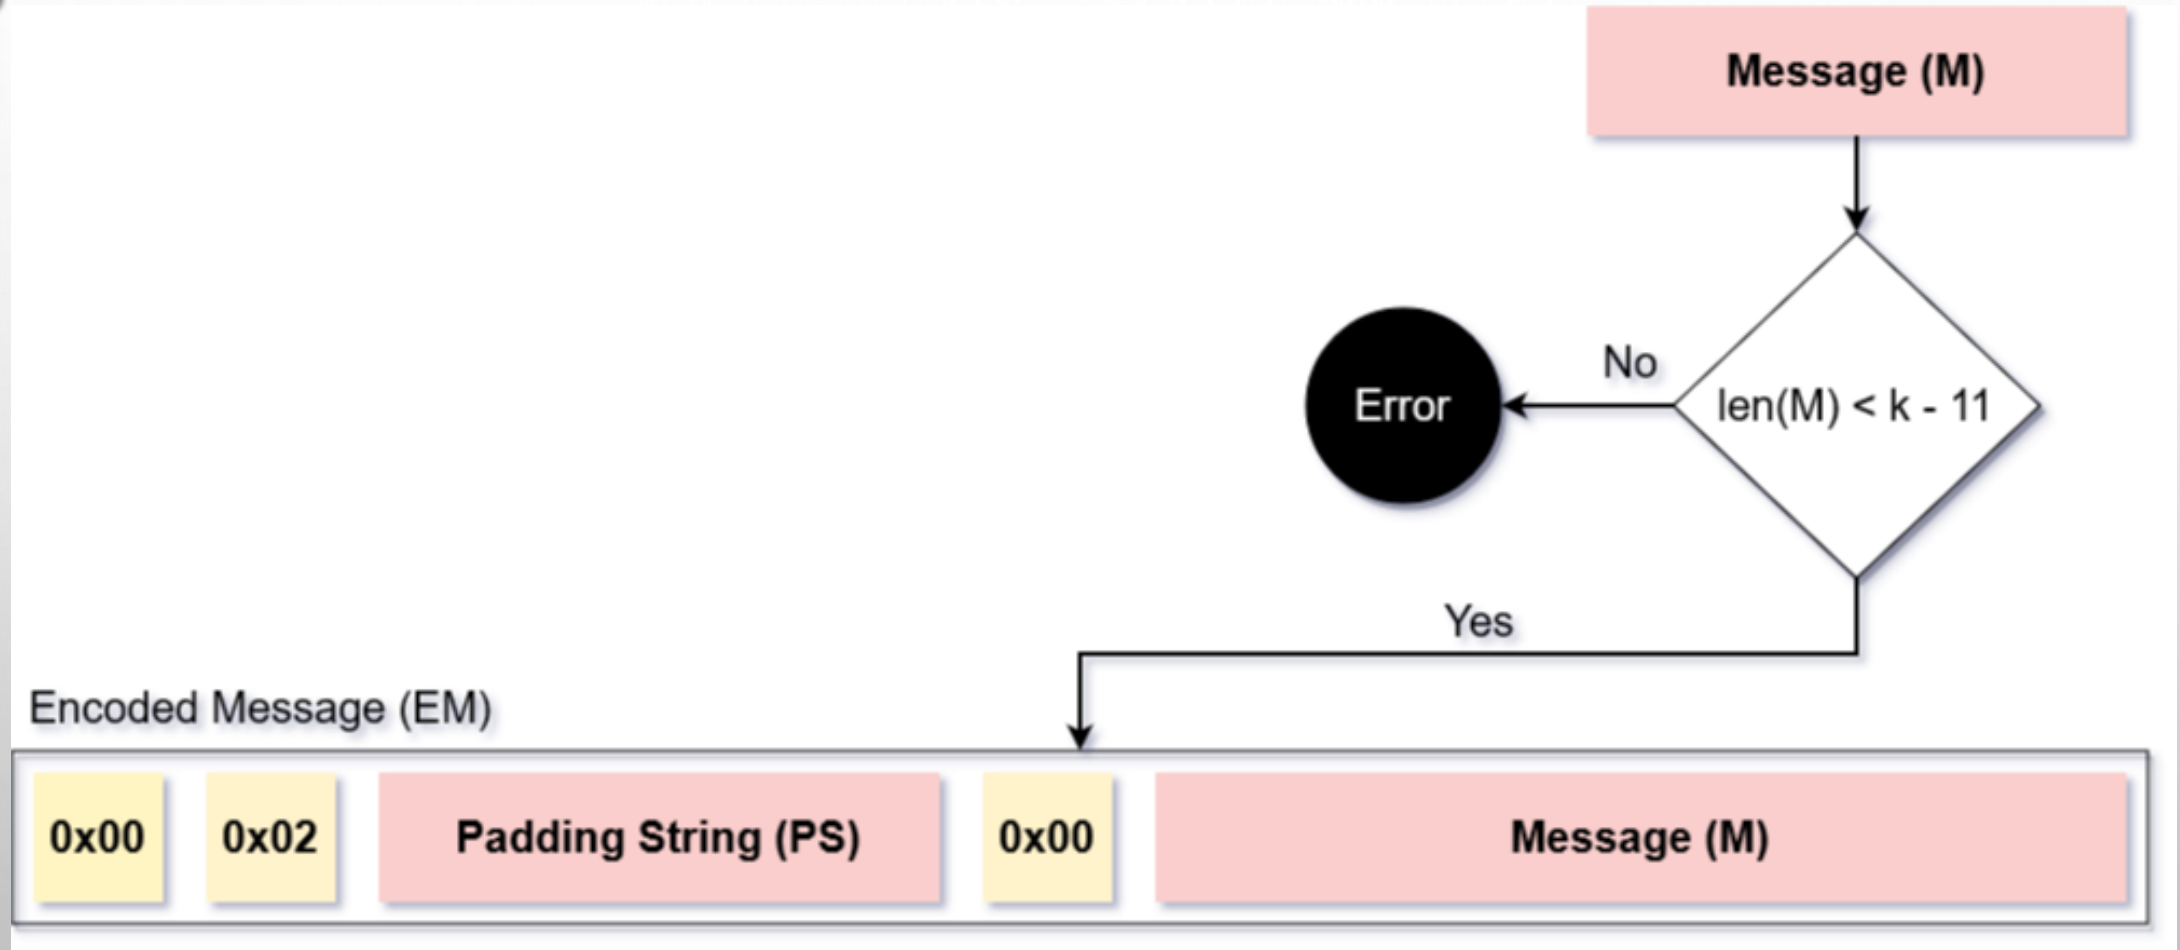 Message (M)
No
Error
len(M) < k - 11
Yes
Encoded Message (EM)
0x00
0x02
Padding String (PS)
0x00
Message (M)